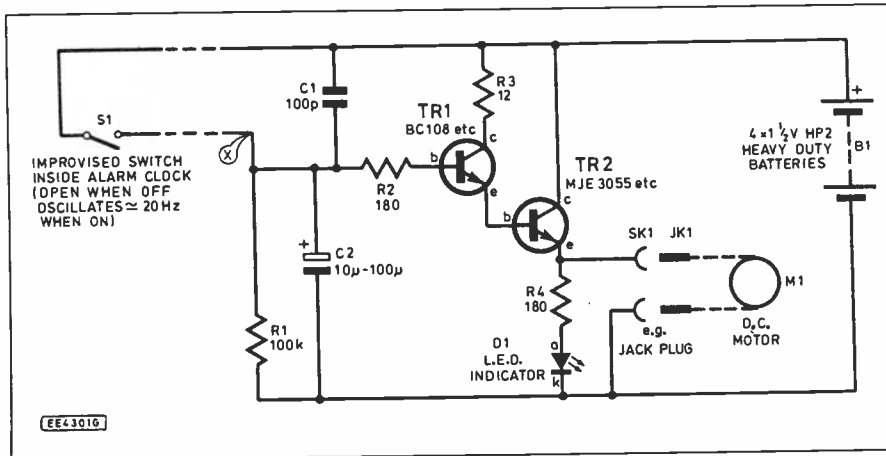 C1
100p
R3
12
TR1
BC108 etc
c
b
e
S1
X
IMPROVISED SWITCH
INSIDE ALARM CLOCK
(OPEN WHEN OFF
OSCILLATES ≃ 20Hz
WHEN ON)
R2
180
TR2
MJE 3055 etc
c
b
e
+
4 x 1 ½V HP2
HEAVY DUTY
BATTERIES
B1
+
C2
10µ-100µ
SK1
JK1
R4
180
M1
D.C.
MOTOR
R1
100k
D1
L.E.D.
INDICATOR
a
k
e.g.
JACK PLUG
EE4301G